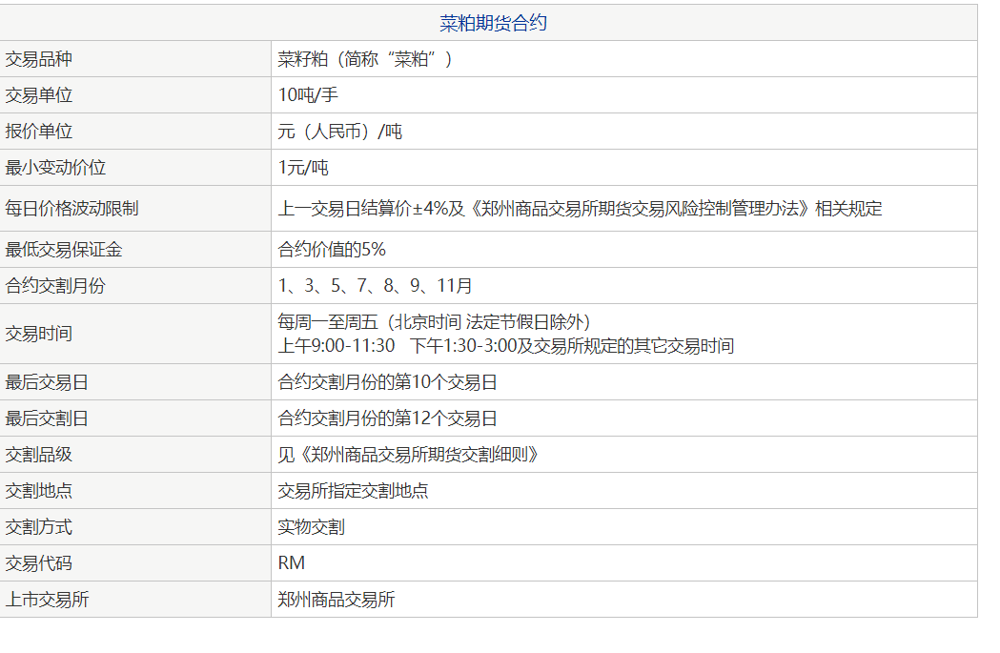 菜粕期货合约
交易品种 菜籽粕（简称“菜粕”）
交易单位 10吨/手
报价单位 元（人民币）/吨
最小变动价位 1元/吨
每日价格波动限制 上一交易日结算价±4%及《郑州商品交易所期货交易风险控制管理办法》相关规定
最低交易保证金 合约价值的5%
合约交割月份 1、3、5、7、8、9、11月
交易时间 每周一至周五（北京时间 法定节假日除外）
上午9:00-11:30 下午1:30-3:00及交易所规定的其它交易时间
最后交易日 合约交割月份的第10个交易日
最后交割日 合约交割月份的第12个交易日
交割品级 见《郑州商品交易所期货交割细则》
交割地点 交易所指定交割地点
交割方式 实物交割
交易代码 RM
上市交易所 郑州商品交易所